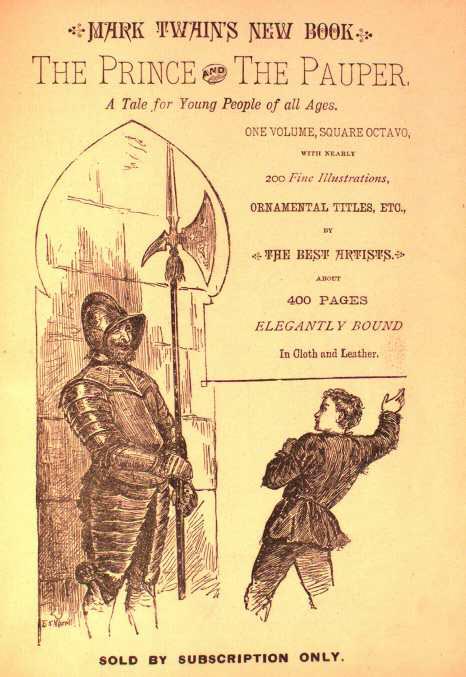 MARK TWAIN'S NEW BOOK
THE PRINCE AND THE PAUPER,
A Tale for Young People of all Ages.
ONE VOLUME, SQUARE OCTAVO,
WITH NEARLY
200 Fine Illustrations,
ORNAMENTAL TITLES, ETC.,
BY
THE BEST ARTISTS.
ABOUT
400 PAGES
ELEGANTLY BOUND
In Cloth and Leather.
SOLD BY SUBSCRIPTION ONLY.